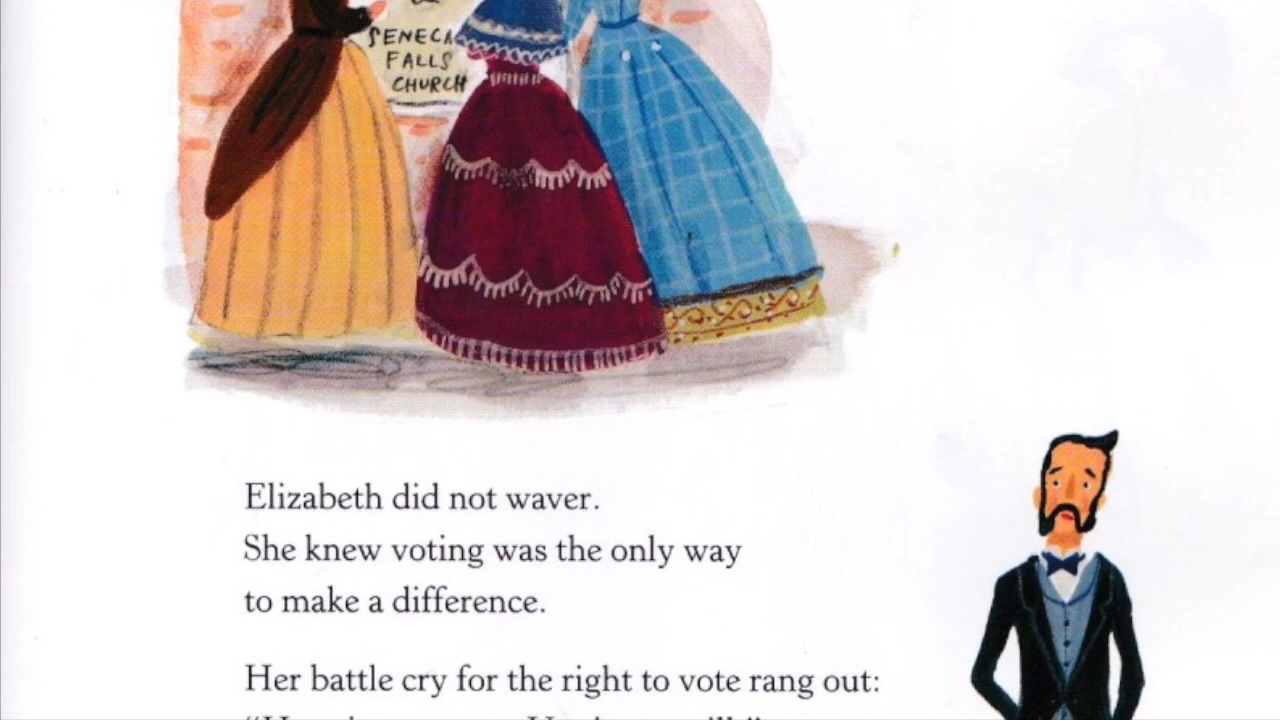 SENECA
FALLS
CHURCH
Elizabeth did not waver.
She knew voting was the only way
to make a difference.
Her battle cry for the right to vote rang out: